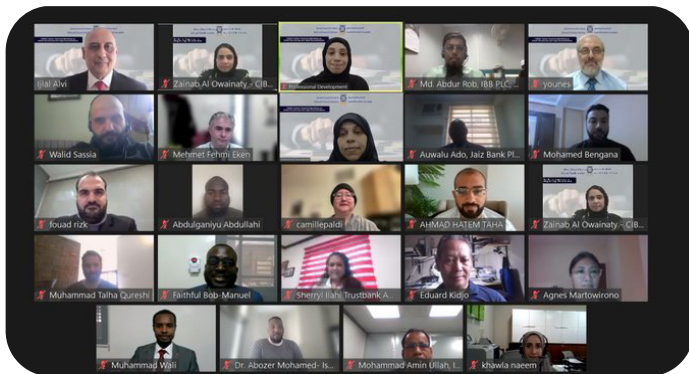 Ijlal Alvi
Zainab Al Owainaty - CIB...
Professional Development
Md. Abdur Rob, IBB PLC,...
younes
Walid Sassia
Mehmet Fehmi Eken
Auwalu Ado, Jaiz Bank Pl...
Mohamed Bengana
fouad rizk
Abdulganiyu Abdullahi
camillepaldi
AHMAD HATEM TAHA
Zainab Al Owainaty - CIB...
Muhammad Talha Qureshi
Faithful Bob-Manuel
Sherryl Ilahi Trustbank A...
Eduard Kidjo
Agnes Martowirono
Muhammad Wali
Dr. Abozer Mohamed- Is...
Mohammad Amin Ullah, I...
khawla naeem